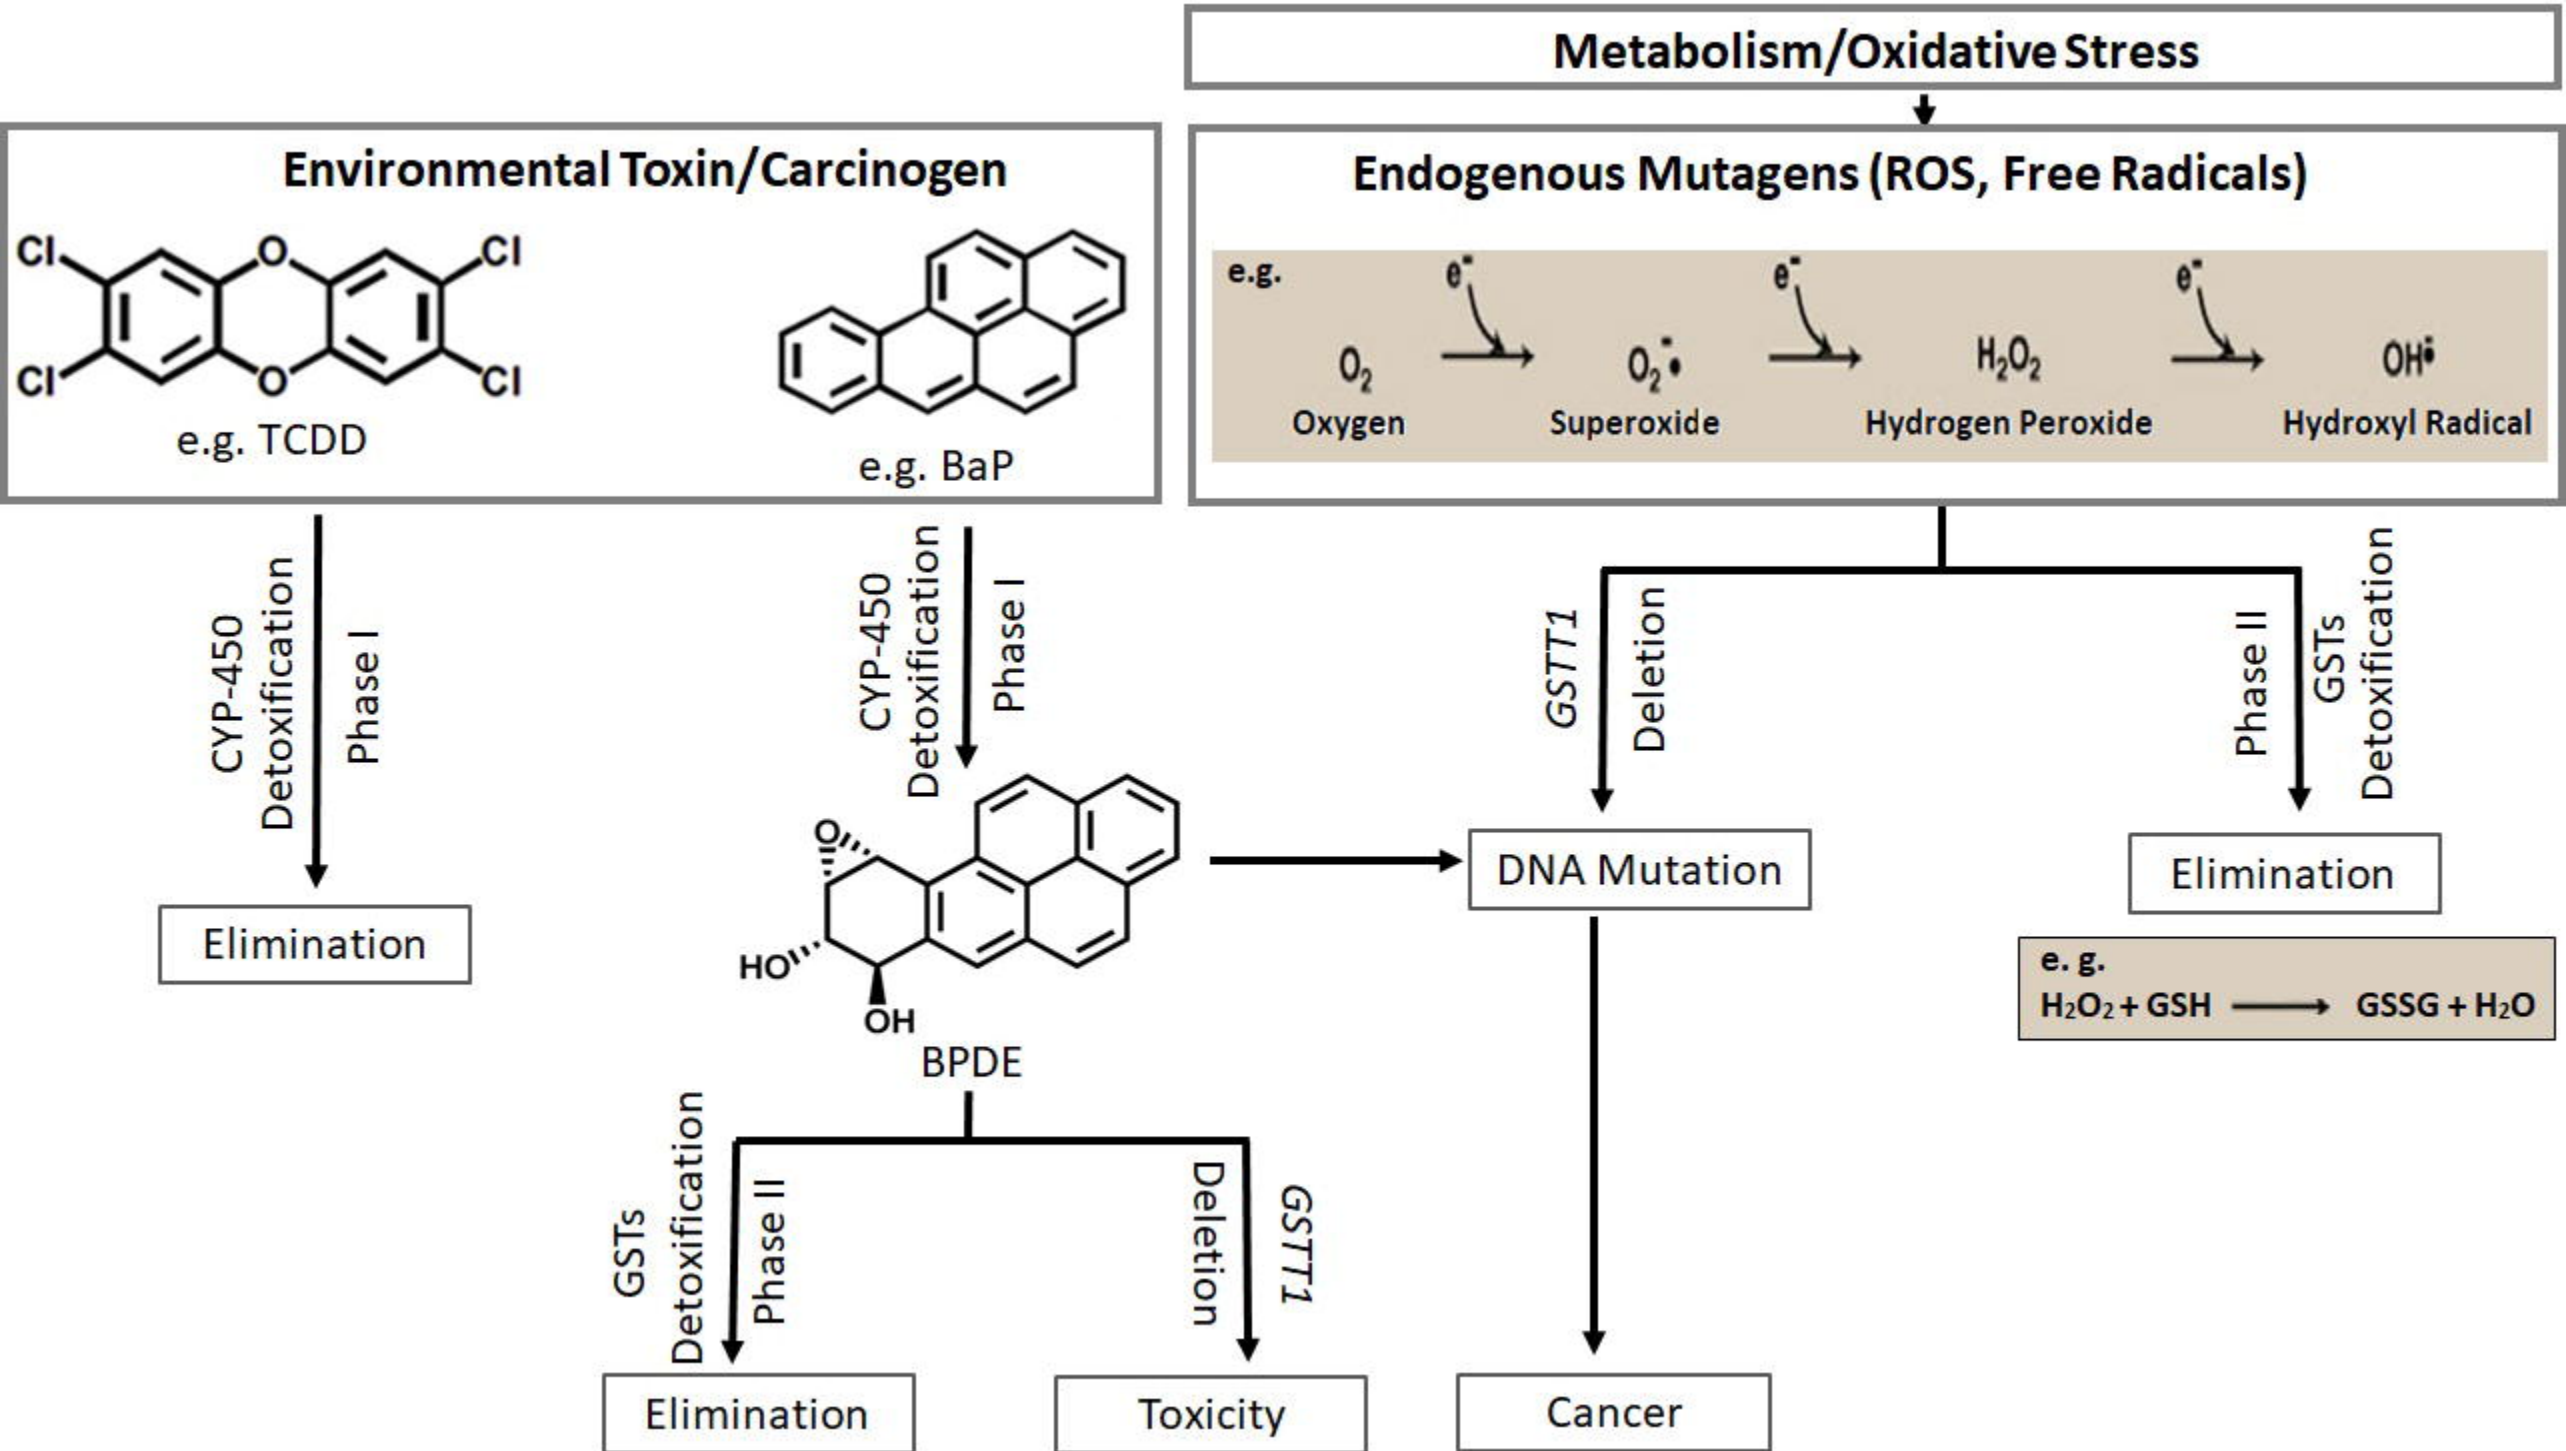 Metabolism/Oxidative Stress
Environmental Toxin/Carcinogen
Cl
O
Cl
Cl
O
Cl
e.g. TCDD
e.g. BaP
Endogenous Mutagens (ROS, Free Radicals)
e.g.
e⁻
e⁻
e⁻
O₂
O₂⁻•
H₂O₂
OH•
Oxygen
Superoxide
Hydrogen Peroxide
Hydroxyl Radical
CYP-450
Detoxification
Phase I
Elimination
CYP-450
Detoxification
Phase I
O
HO
OH
BPDE
GSTT1
Deletion
DNA Mutation
Phase II
GSTs
Detoxification
Elimination
e. g.
H₂O₂ + GSH → GSSG + H₂O
GSTs
Detoxification
Phase II
Deletion
GSTT1
Elimination
Toxicity
Cancer